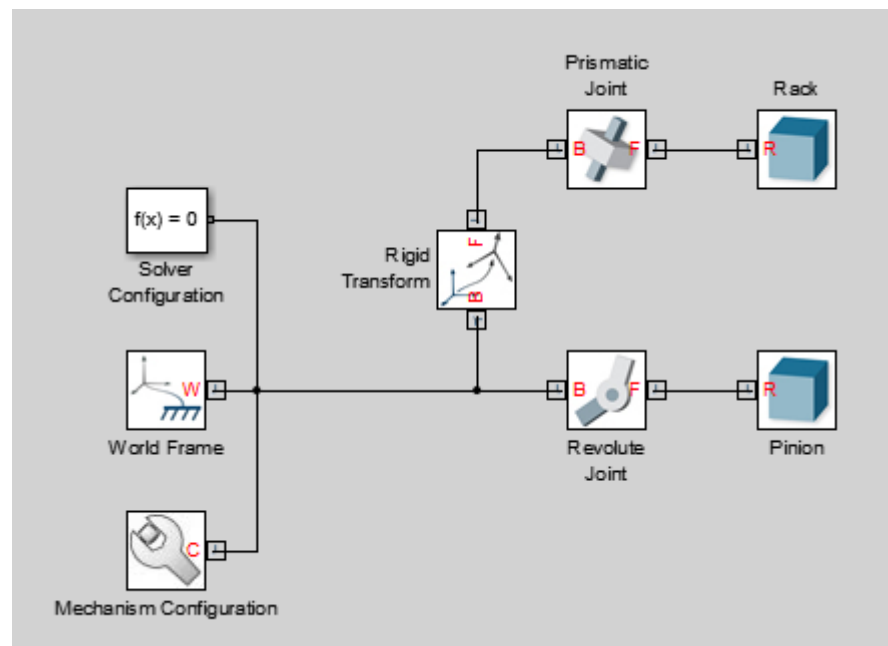 Prismatic
Joint
Rack
B
F
R
f(x) = 0
Solver
Configuration
F
Rigid
Transform
B
W
World Frame
B
F
Revolute
Joint
R
Pinion
C
Mechanism Configuration